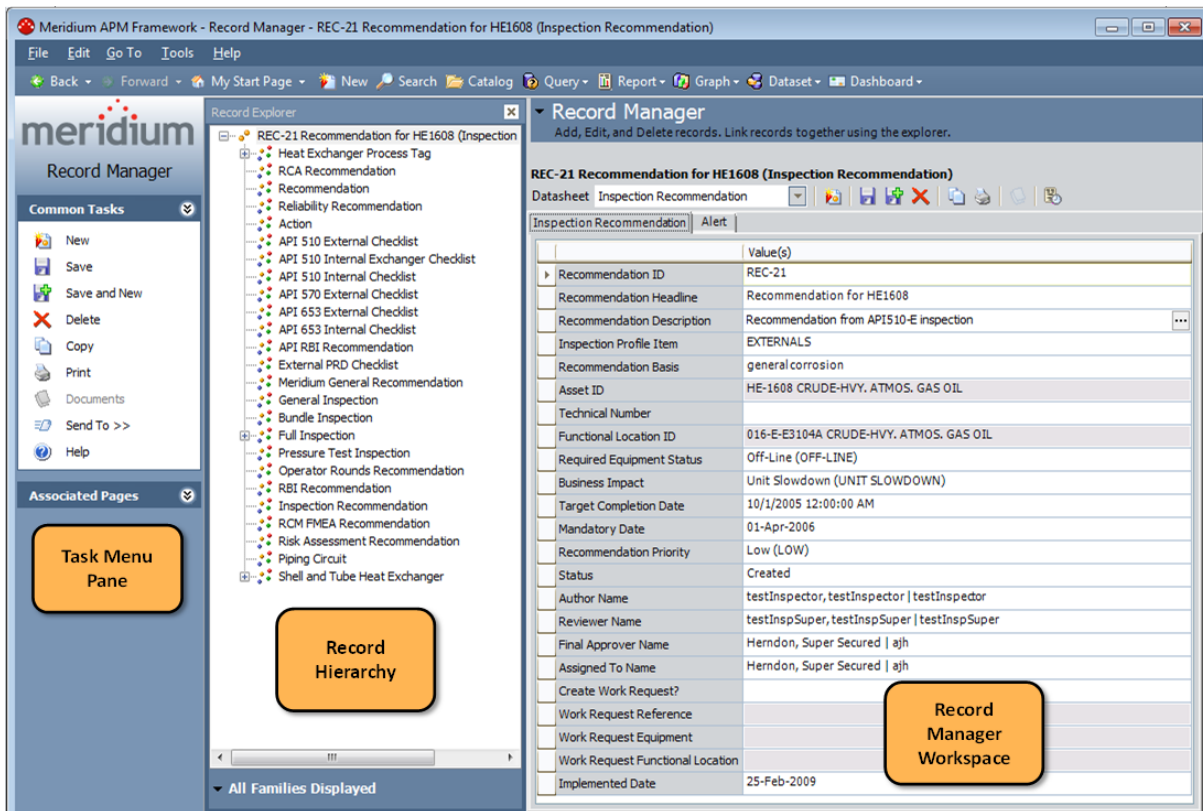 Meridium APM Framework - Record Manager - REC-21 Recommendation for HE1608 (Inspection Recommendation)
File Edit Go To Tools Help
Back Forward My Start Page New Search Catalog Query Report Graph Dataset Dashboard
meridium
Record Manager
Common Tasks
New
Save
Save and New
Delete
Copy
Print
Documents
Send To >>
Help
Associated Pages
Task Menu
Pane
Record Explorer
REC-21 Recommendation for HE1608 (Inspection
Heat Exchanger Process Tag
RCA Recommendation
Recommendation
Reliability Recommendation
Action
API 510 External Checklist
API 510 Internal Exchanger Checklist
API 510 Internal Checklist
API 570 External Checklist
API 653 External Checklist
API 653 Internal Checklist
API RBI Recommendation
External PRD Checklist
Meridium General Recommendation
General Inspection
Bundle Inspection
Full Inspection
Pressure Test Inspection
Operator Rounds Recommendation
RBI Recommendation
Inspection Recommendation
RCM FMEA Recommendation
Risk Assessment Recommendation
Piping Circuit
Shell and Tube Heat Exchanger
Record
Hierarchy
All Families Displayed
Record Manager
Add, Edit, and Delete records. Link records together using the explorer.
REC-21 Recommendation for HE1608 (Inspection Recommendation)
Datasheet Inspection Recommendation
Inspection Recommendation Alert
Value(s)
Recommendation ID REC-21
Recommendation Headline Recommendation for HE1608
Recommendation Description Recommendation from API510-E inspection ...
Inspection Profile Item EXTERNALS
Recommendation Basis general corrosion
Asset ID HE-1608 CRUDE-HVY. ATMOS. GAS OIL
Technical Number
Functional Location ID 016-E-E3104A CRUDE-HVY. ATMOS. GAS OIL
Required Equipment Status Off-Line (OFF-LINE)
Business Impact Unit Slowdown (UNIT SLOWDOWN)
Target Completion Date 10/1/2005 12:00:00 AM
Mandatory Date 01-Apr-2006
Recommendation Priority Low (LOW)
Status Created
Author Name testInspector, testInspector | testInspector
Reviewer Name testInspSuper, testInspSuper | testInspSuper
Final Approver Name Herndon, Super Secured | ajh
Assigned To Name Herndon, Super Secured | ajh
Create Work Request?
Work Request Reference
Work Request Equipment
Work Request Functional Location
Implemented Date 25-Feb-2009
Record
Manager
Workspace